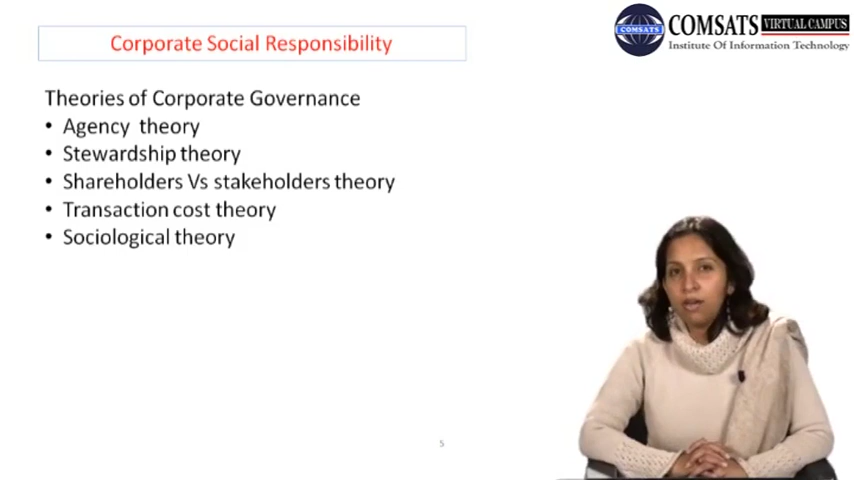 Corporate Social Responsibility
COMSATS
COMSATS VIRTUAL CAMPUS
Institute Of Information Technology
Theories of Corporate Governance
• Agency theory
• Stewardship theory
• Shareholders Vs stakeholders theory
• Transaction cost theory
• Sociological theory
5